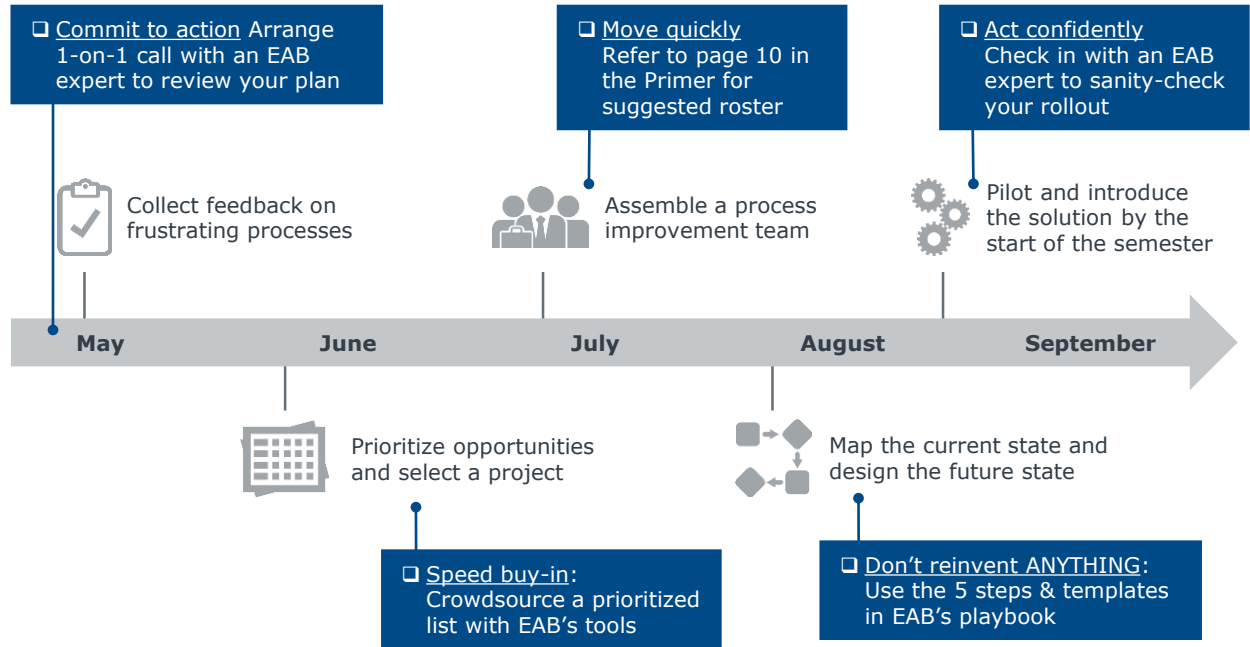 ❑ Commit to action Arrange
1-on-1 call with an EAB
expert to review your plan
❑ Move quickly
Refer to page 10 in
the Primer for
suggested roster
❑ Act confidently
Check in with an EAB
expert to sanity-check
your rollout
Collect feedback on
frustrating processes
Assemble a process
improvement team
Pilot and introduce
the solution by the
start of the semester
May
June
July
August
September
Prioritize opportunities
and select a project
Map the current state and
design the future state
❑ Speed buy-in:
Crowdsource a prioritized
list with EAB’s tools
❑ Don’t reinvent ANYTHING:
Use the 5 steps & templates
in EAB’s playbook